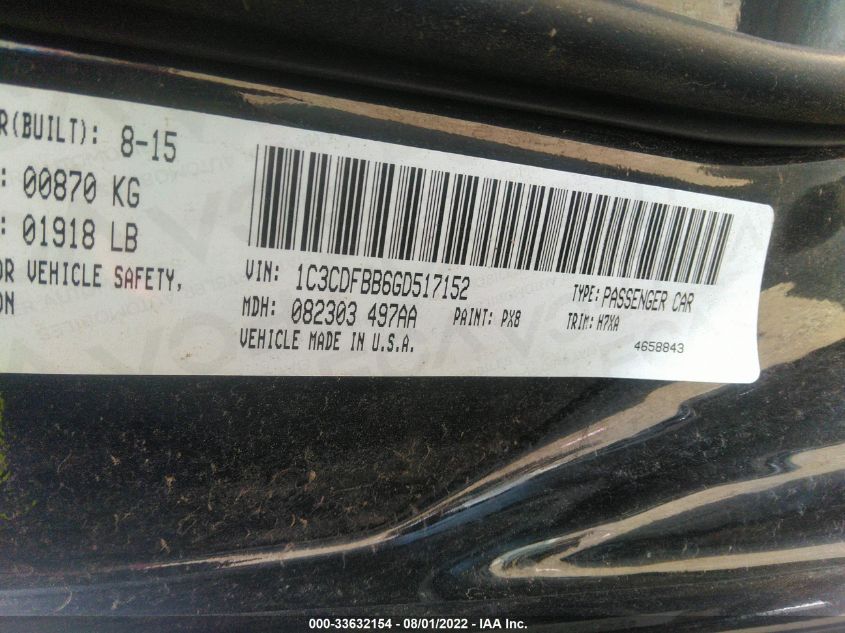 R(BUILT): 8-15
: 00870 KG
: 01918 LB
OR VEHICLE SAFETY,
ON
VIN: 1C3CDFBB6GD517152
TYPE: PASSENGER CAR
MDH: 082303 497AA
PAINT: PX8
TRIM: H7XA
VEHICLE MADE IN U.S.A.
4658843
000-33632154 - 08/01/2022 - IAA Inc.